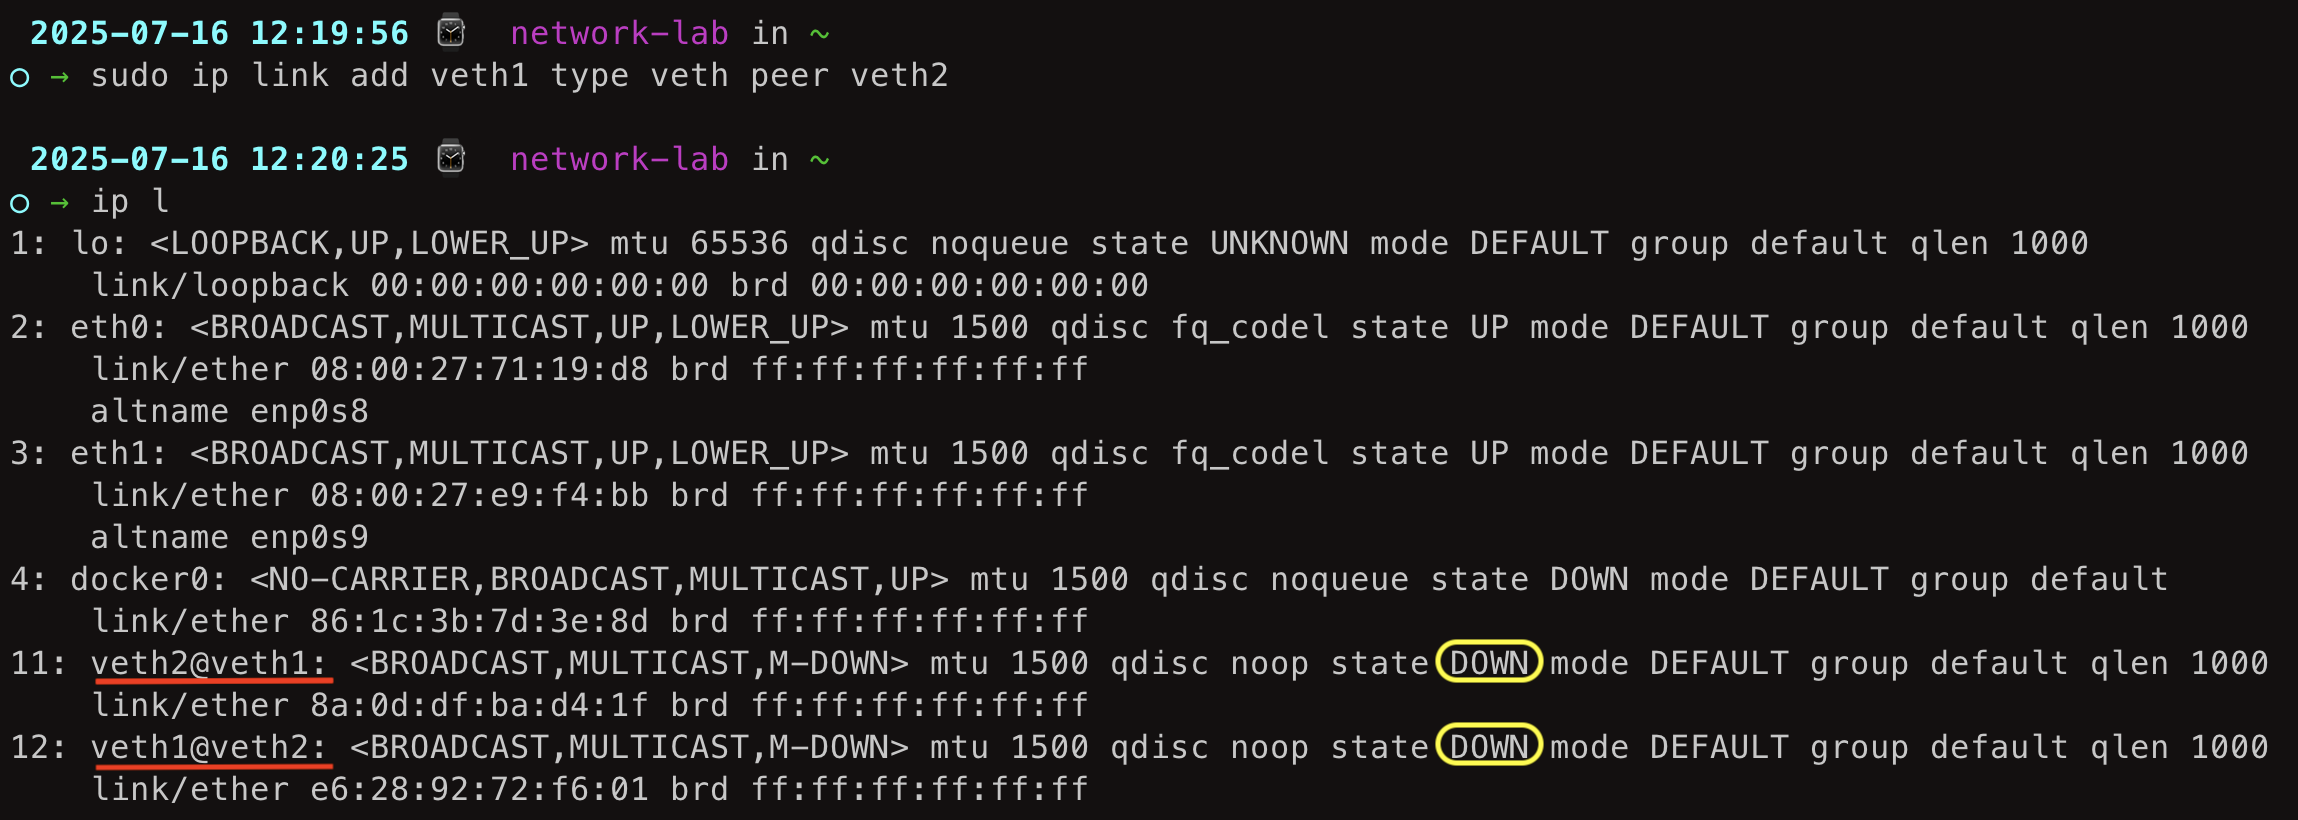 2025-07-16 12:19:56 ⌚ network-lab in ~
○ → sudo ip link add veth1 type veth peer veth2
2025-07-16 12:20:25 ⌚ network-lab in ~
○ → ip l
1: lo: <LOOPBACK,UP,LOWER_UP> mtu 65536 qdisc noqueue state UNKNOWN mode DEFAULT group default qlen 1000
    link/loopback 00:00:00:00:00:00 brd 00:00:00:00:00:00
2: eth0: <BROADCAST,MULTICAST,UP,LOWER_UP> mtu 1500 qdisc fq_codel state UP mode DEFAULT group default qlen 1000
    link/ether 08:00:27:71:19:d8 brd ff:ff:ff:ff:ff:ff
    altname enp0s8
3: eth1: <BROADCAST,MULTICAST,UP,LOWER_UP> mtu 1500 qdisc fq_codel state UP mode DEFAULT group default qlen 1000
    link/ether 08:00:27:e9:f4:bb brd ff:ff:ff:ff:ff:ff
    altname enp0s9
4: docker0: <NO-CARRIER,BROADCAST,MULTICAST,UP> mtu 1500 qdisc noqueue state DOWN mode DEFAULT group default
    link/ether 86:1c:3b:7d:3e:8d brd ff:ff:ff:ff:ff:ff
11: veth2@veth1: <BROADCAST,MULTICAST,M-DOWN> mtu 1500 qdisc noop state DOWN mode DEFAULT group default qlen 1000
    link/ether 8a:0d:df:ba:d4:1f brd ff:ff:ff:ff:ff:ff
12: veth1@veth2: <BROADCAST,MULTICAST,M-DOWN> mtu 1500 qdisc noop state DOWN mode DEFAULT group default qlen 1000
    link/ether e6:28:92:72:f6:01 brd ff:ff:ff:ff:ff:ff